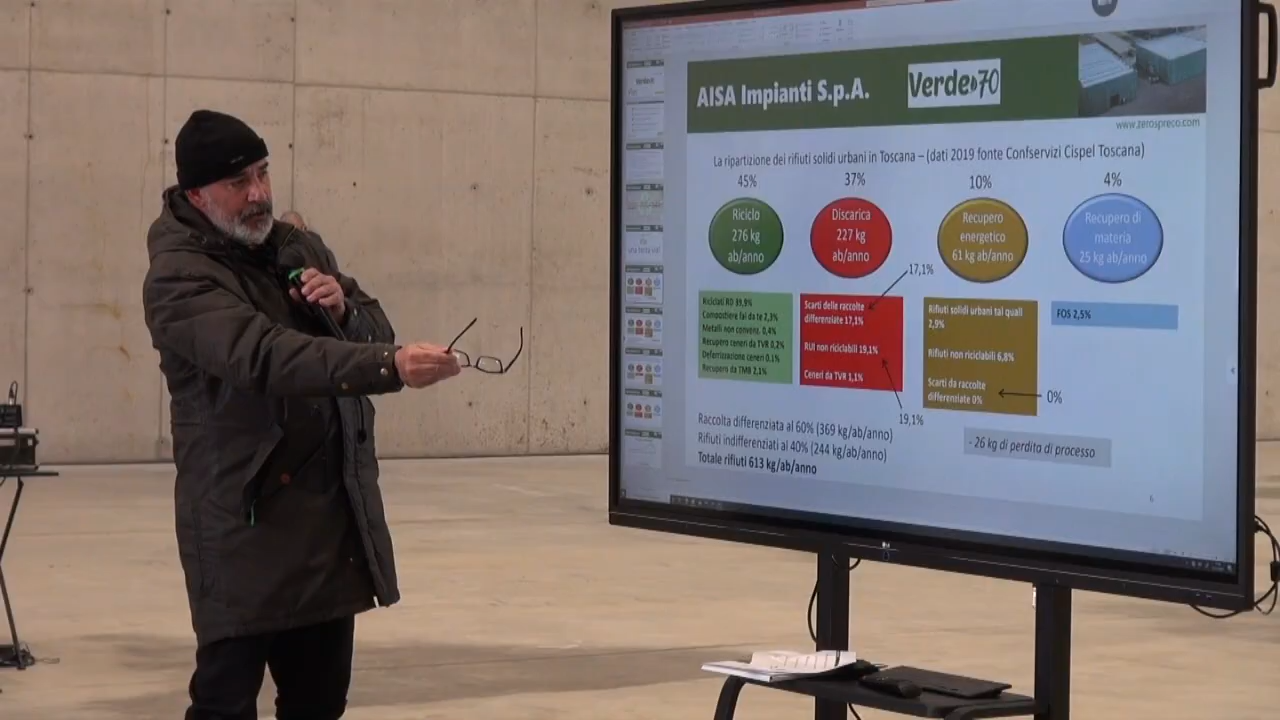 AISA Impianti S.p.A.
Verde 70
www.zerospreco.com
La ripartizione dei rifiuti solidi urbani in Toscana – (dati 2019 fonte Confservizi Cispel Toscana)
45%
37%
10%
4%
Riciclo
276 kg
ab/anno
Discarica
227 kg
ab/anno
Recupero
energetico
61 kg ab/anno
Recupero di
materia
25 kg ab/anno
17,1%
Riciclati RD 39,9%
Compostiere fai da te 2,3%
Metalli non convenz. 0,4%
Recupero ceneri da TVR 0,2%
Deferrizzazione ceneri 0.1%
Recupero da TMB 2,1%
Scarti delle raccolte
differenziate 17,1%
RUI non riciclabili 19,1%
Ceneri da TVR 1,1%
Rifiuti solidi urbani tal quali
2,9%
Rifiuti non riciclabili 6,8%
Scarti da raccolte
differenziate 0%
FOS 2,5%
0%
19,1%
Raccolta differenziata al 60% (369 kg/ab/anno)
Rifiuti indifferenziati al 40% (244 kg/ab/anno)
Totale rifiuti 613 kg/ab/anno
- 26 kg di perdita di processo
6